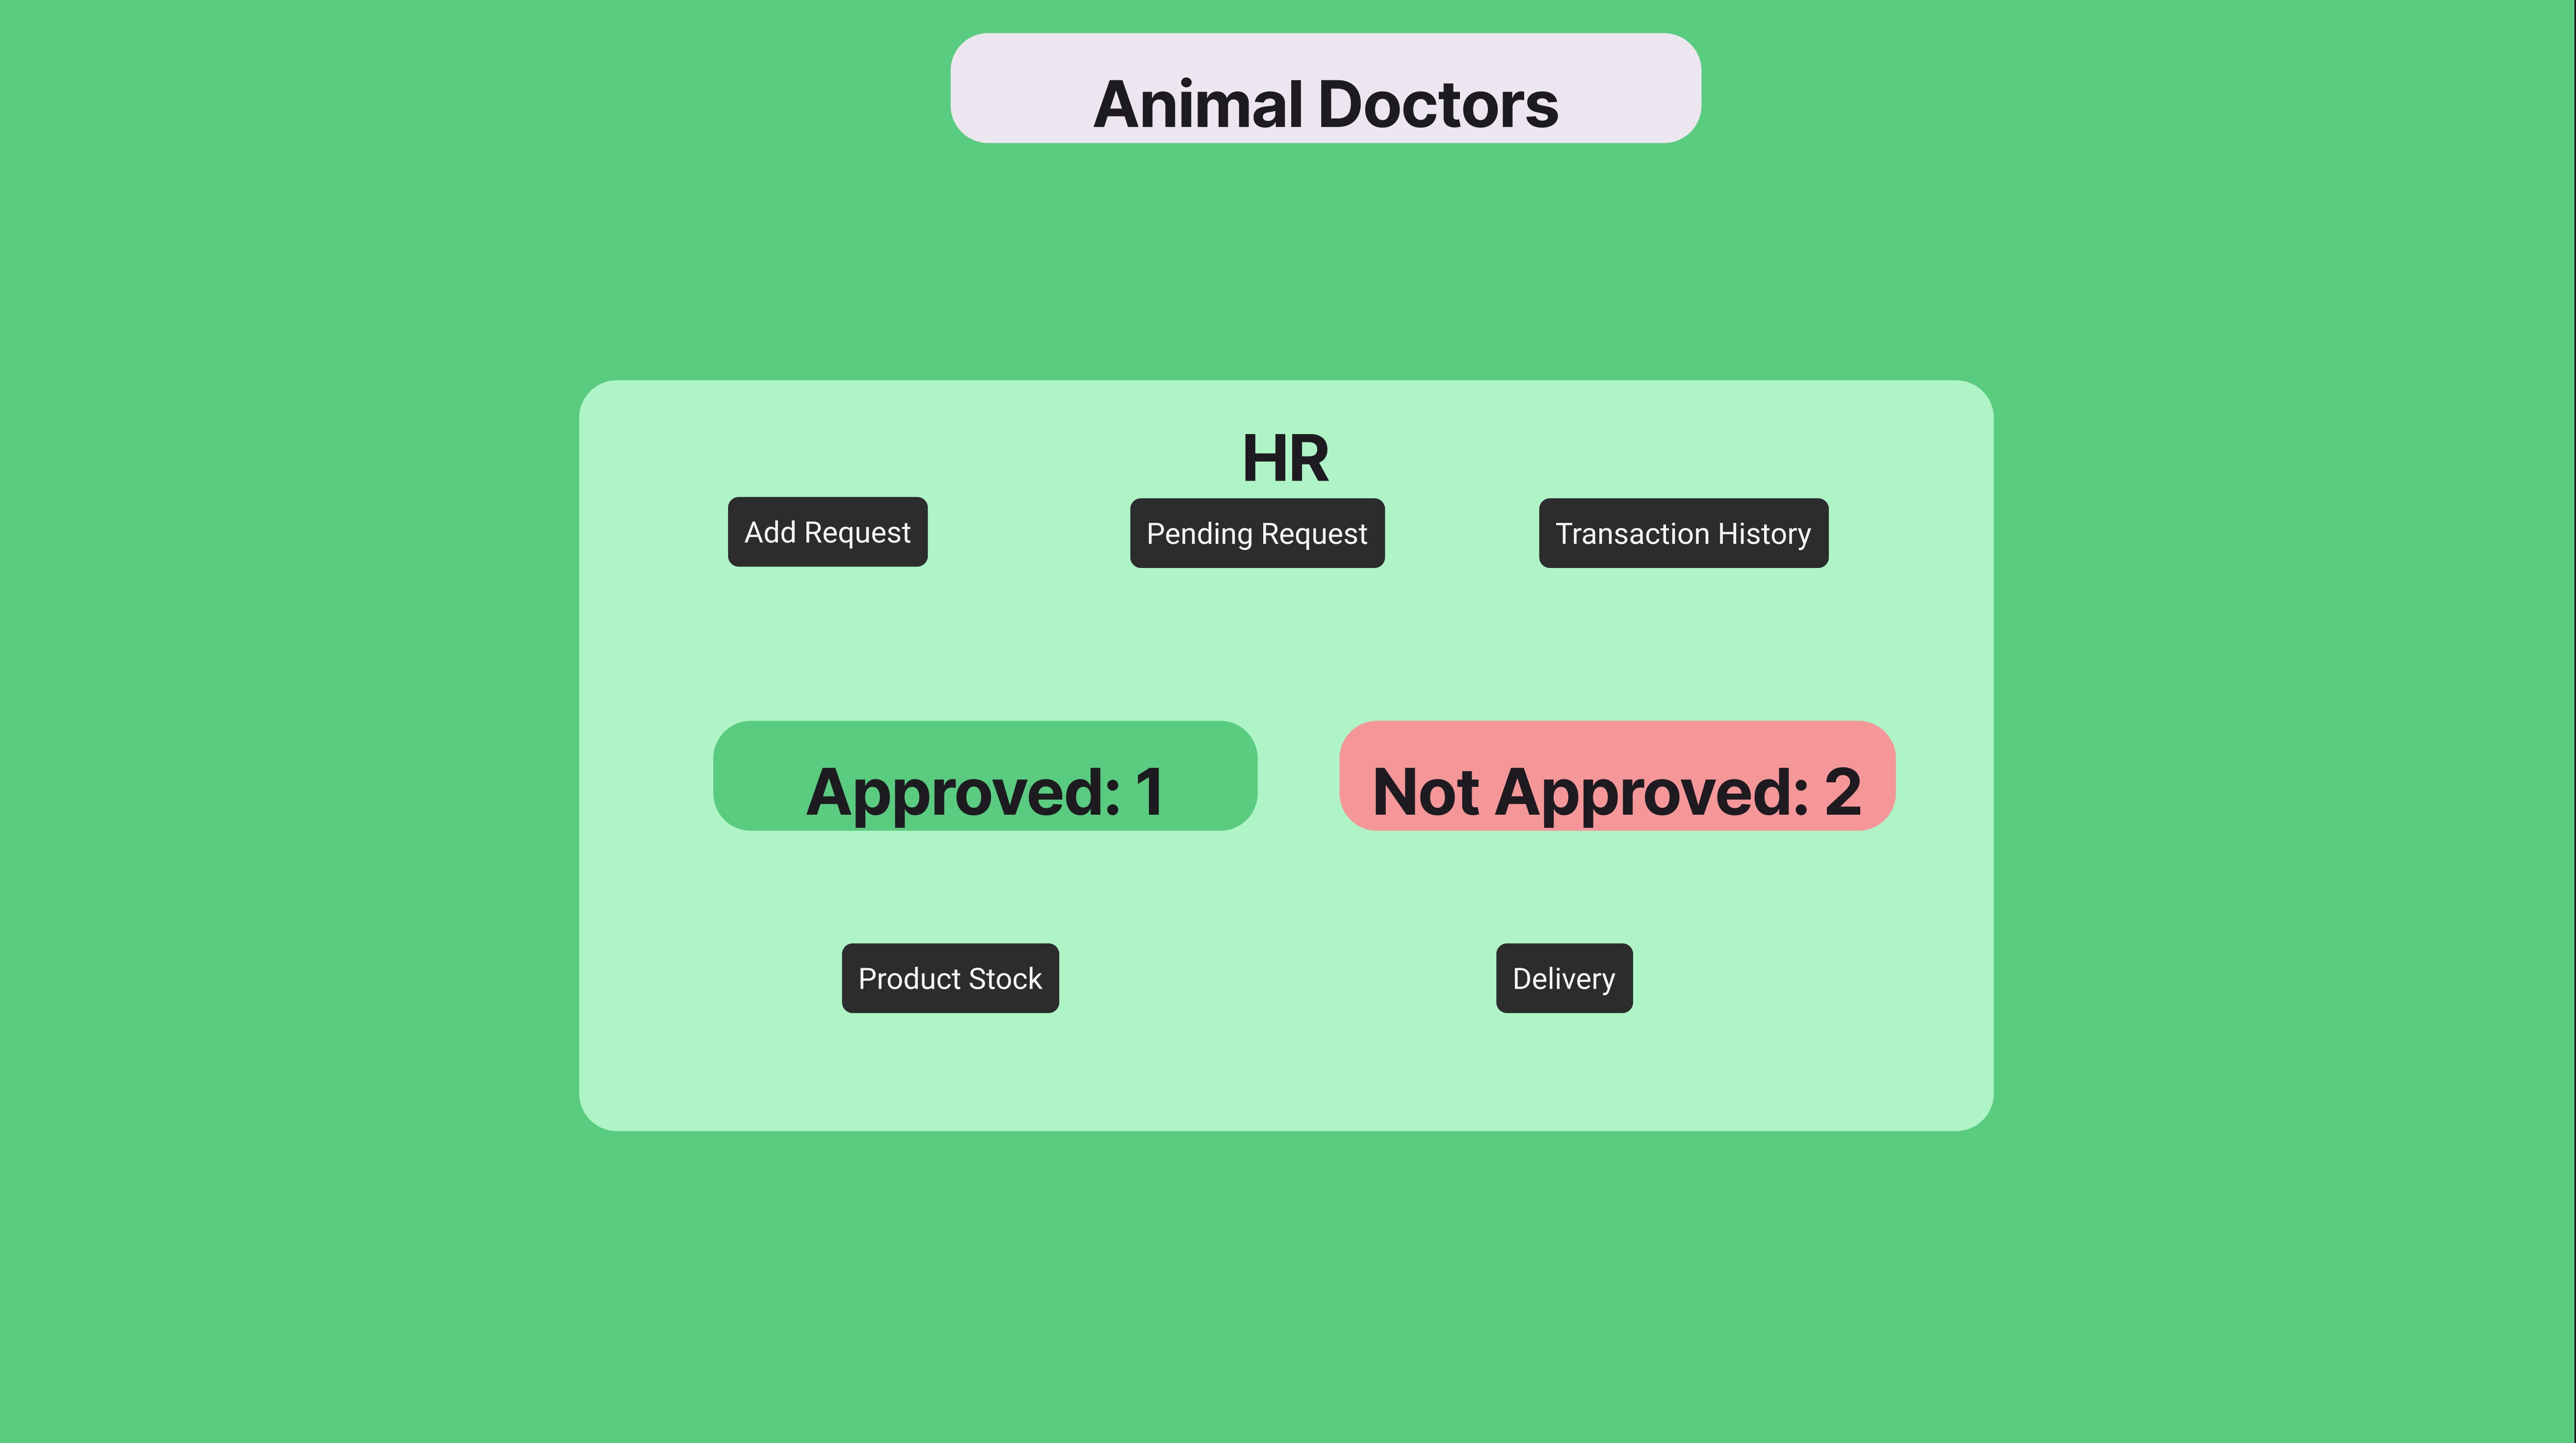 Animal Doctors
HR
Add Request
Pending Request
Transaction History
Approved: 1
Not Approved: 2
Product Stock
Delivery